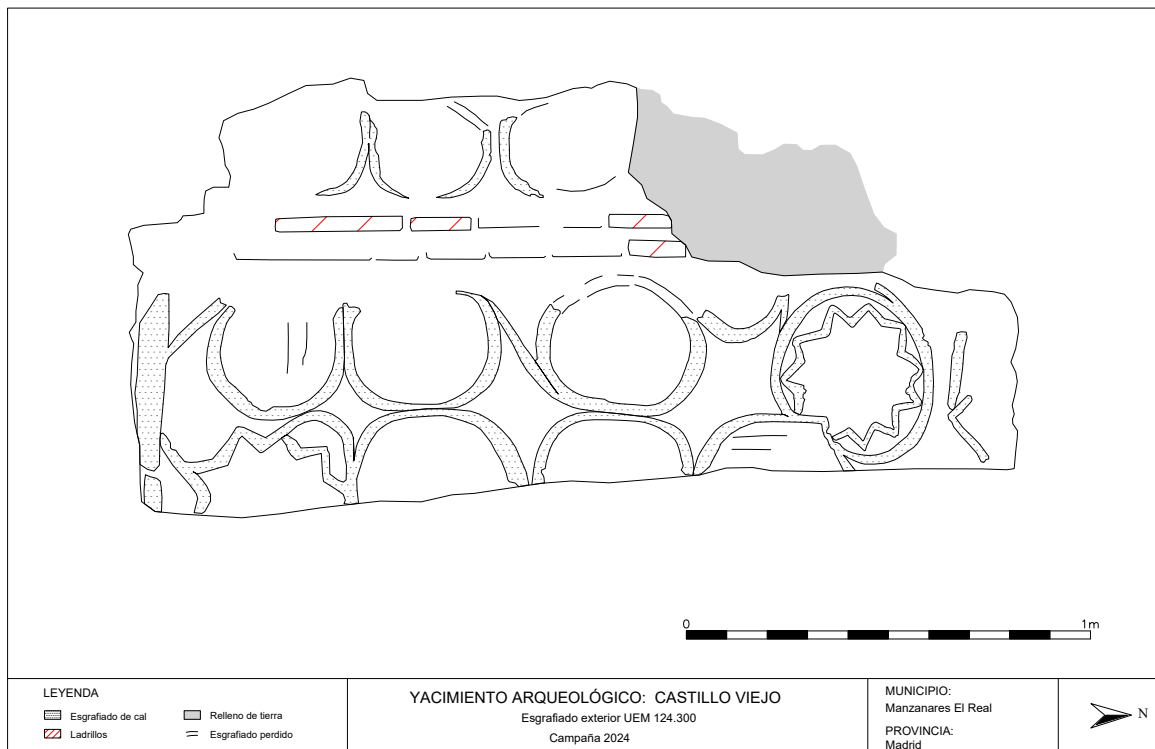 0 1m
LEYENDA
Esgrafiado de cal
Relleno de tierra
Ladrillos
Esgrafiado perdido
YACIMIENTO ARQUEOLÓGICO: CASTILLO VIEJO
Esgrafiado exterior UEM 124.300
Campaña 2024
MUNICIPIO:
Manzanares El Real
PROVINCIA:
Madrid
N